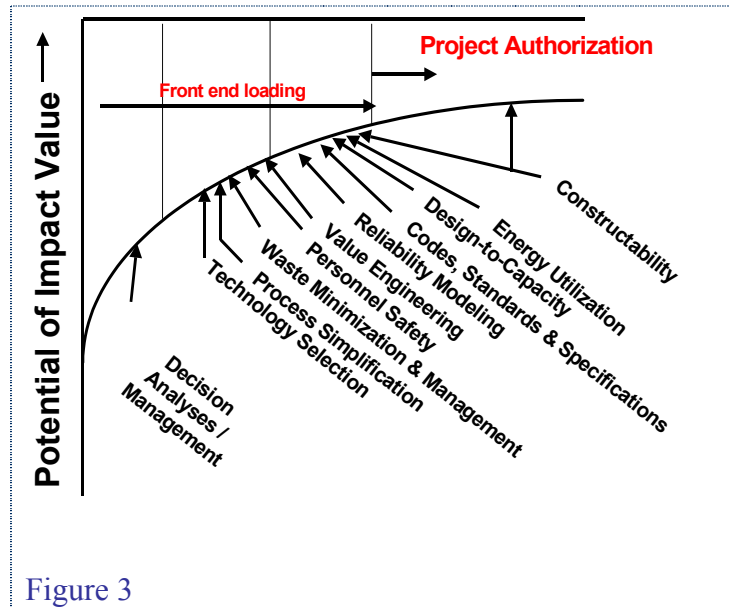 Potential of Impact Value
Project Authorization
Front end loading
Decision
Analyses /
Management
Technology Selection
Process Simplification
Waste Minimization & Management
Personnel Safety
Value Engineering
Reliability Modeling
Codes, Standards & Specifications
Design-to-Capacity
Energy Utilization
Constructability
Figure 3